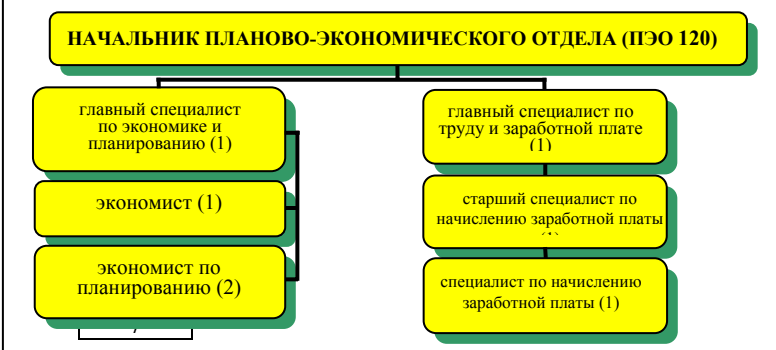 НАЧАЛЬНИК ПЛАНОВО-ЭКОНОМИЧЕСКОГО ОТДЕЛА (ПЭО 120)
главный специалист
по экономике и
планированию (1)
экономист (1)
экономист по
планированию (2)
главный специалист по
труду и заработной плате
(1)
старший специалист по
начислению заработной платы
специалист по начислению
заработной платы (1)